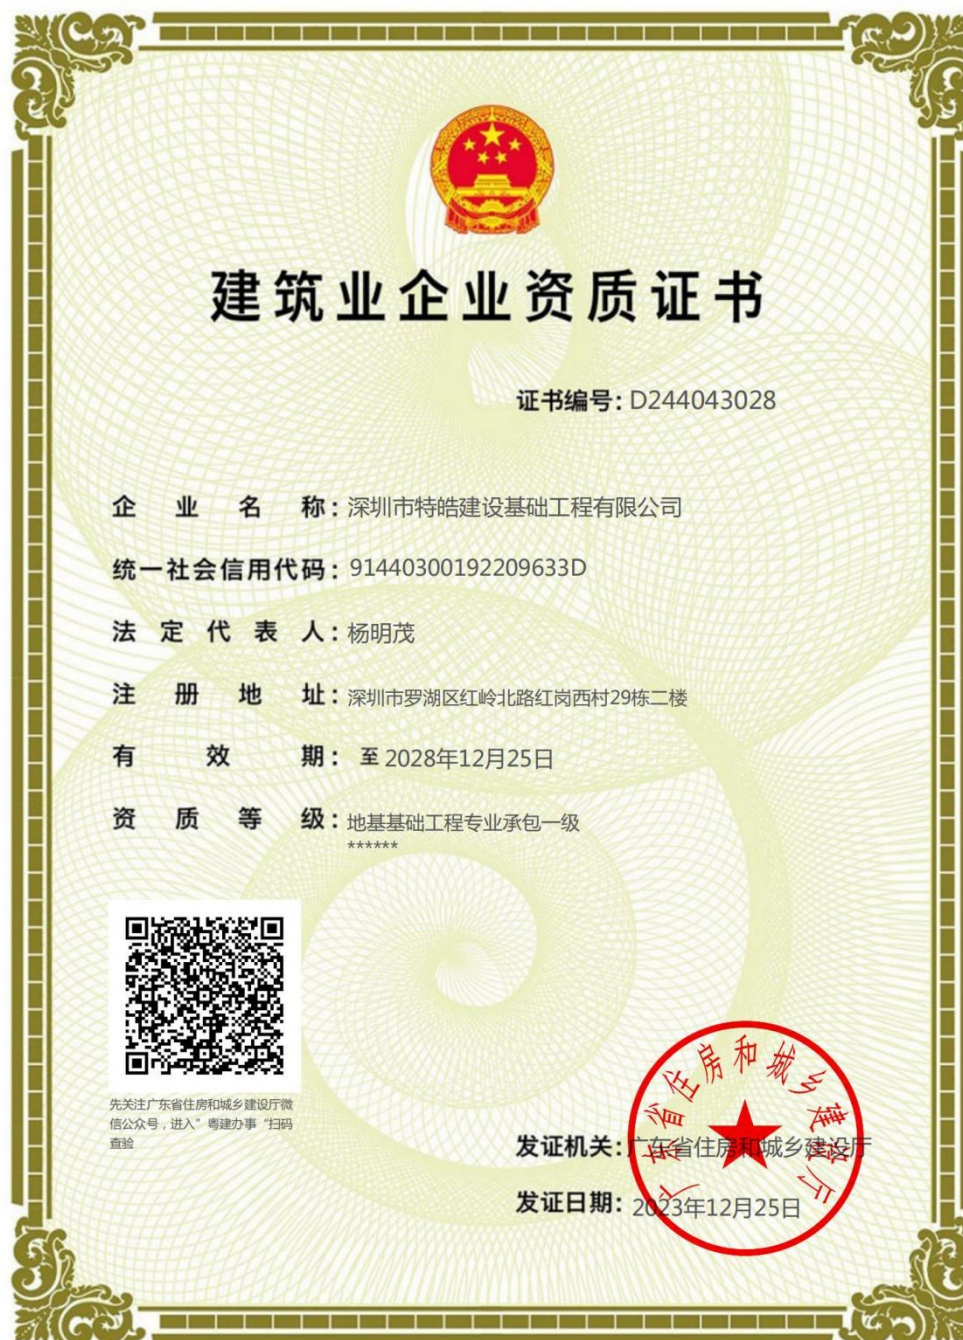 建筑业企业资质证书
证书编号：D244043028
企业名称：深圳市特皓建设基础工程有限公司
统一社会信用代码：91440300192209633D
法定代表人：杨明茂
注册地址：深圳市罗湖区红岭北路红岗西村29栋二楼
有效期：至 2028年12月25日
资质等级：地基基础工程专业承包一级
******
先关注广东省住房和城乡建设厅微
信公众号，进入”粤建办事“扫码
查验
广东省住房和城乡建设厅
发证机关：广东省住房和城乡建设厅
发证日期：2023年12月25日